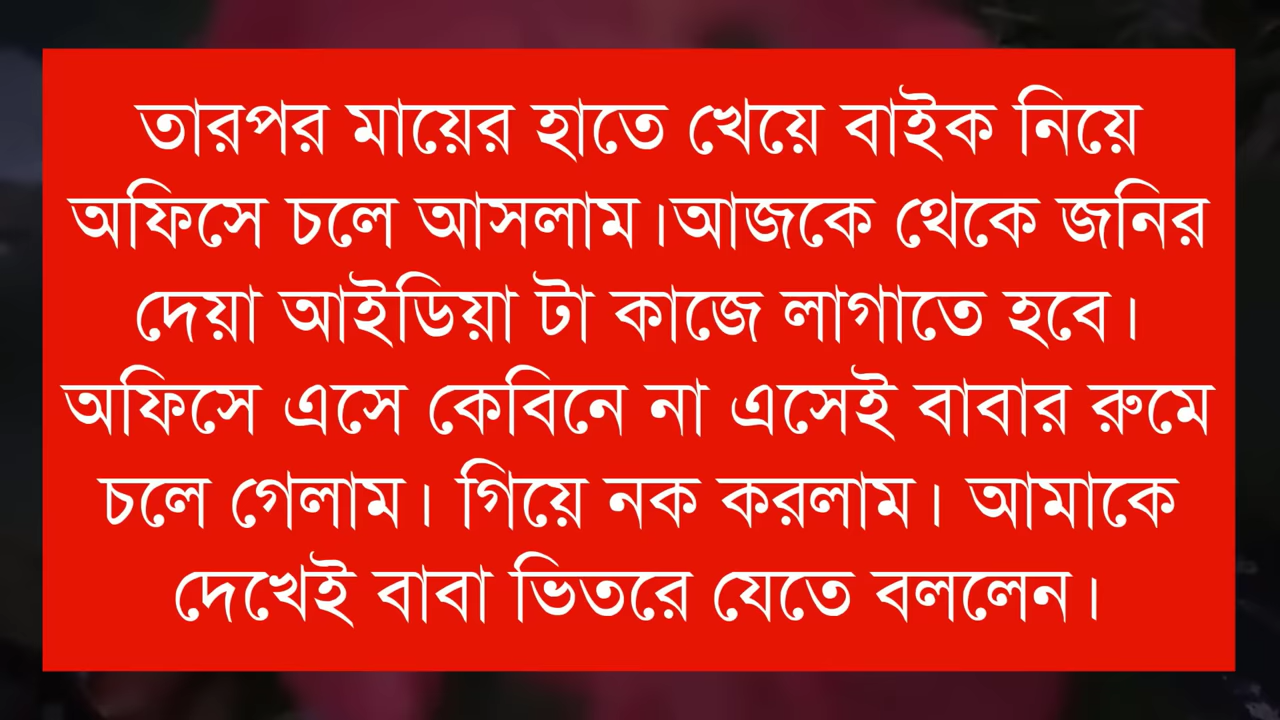 তারপর মায়ের হাতে খেয়ে বাইক নিয়ে
অফিসে চলে আসলাম।আজকে থেকে জনির
দেয়া আইডিয়া টা কাজে লাগাতে হবে।
অফিসে এসে কেবিনে না এসেই বাবার রুমে
চলে গেলাম। গিয়ে নক করলাম। আমাকে
দেখেই বাবা ভিতরে যেতে বললেন।